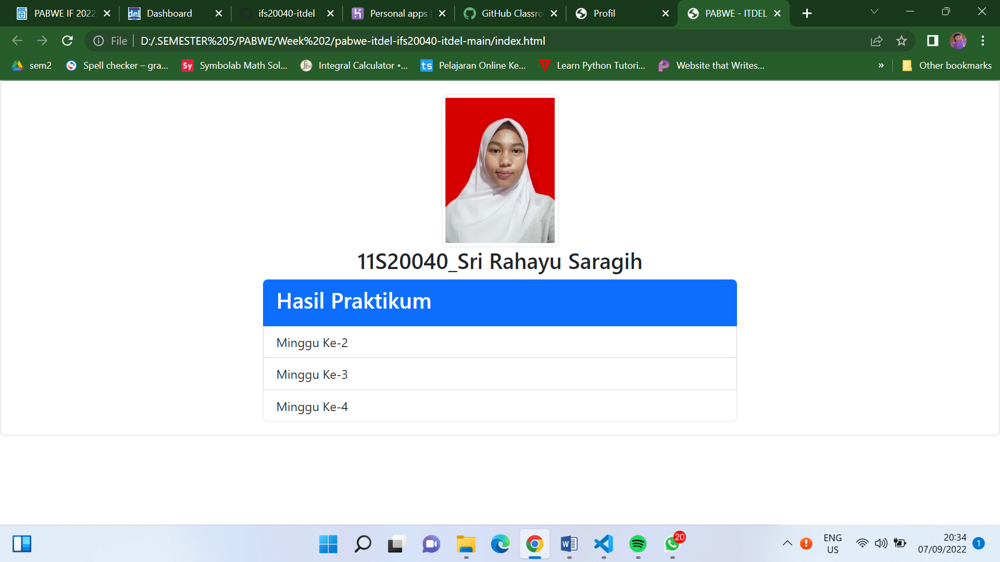 PABWE IF 2022
Dashboard
ifs20040-itdel
Personal apps
GitHub Classro
Profil
PABWE - ITDEL
File
D:/.SEMESTER%205/PABWE/Week%202/pabwe-itdel-ifs20040-itdel-main/index.html
sem2
Spell checker – gra...
Sy
Symbolab Math Sol...
Integral Calculator •...
ts
Pelajaran Online Ke...
Learn Python Tutori...
Website that Writes...
»
Other bookmarks
11S20040_Sri Rahayu Saragih
Hasil Praktikum
Minggu Ke-2
Minggu Ke-3
Minggu Ke-4
20
ENG
US
20:34
07/09/2022
1